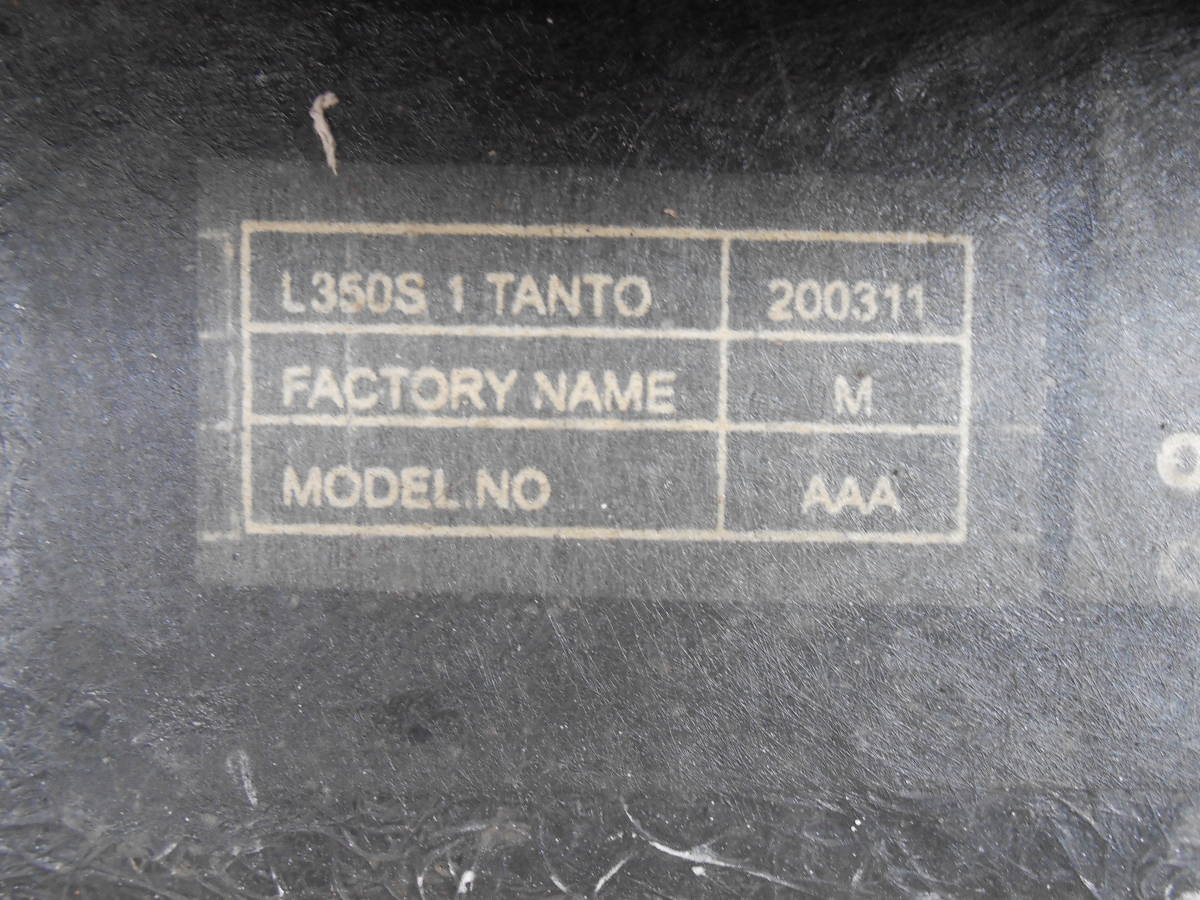 L350S 1 TANTO 200311
FACTORY NAME M
MODEL NO AAA